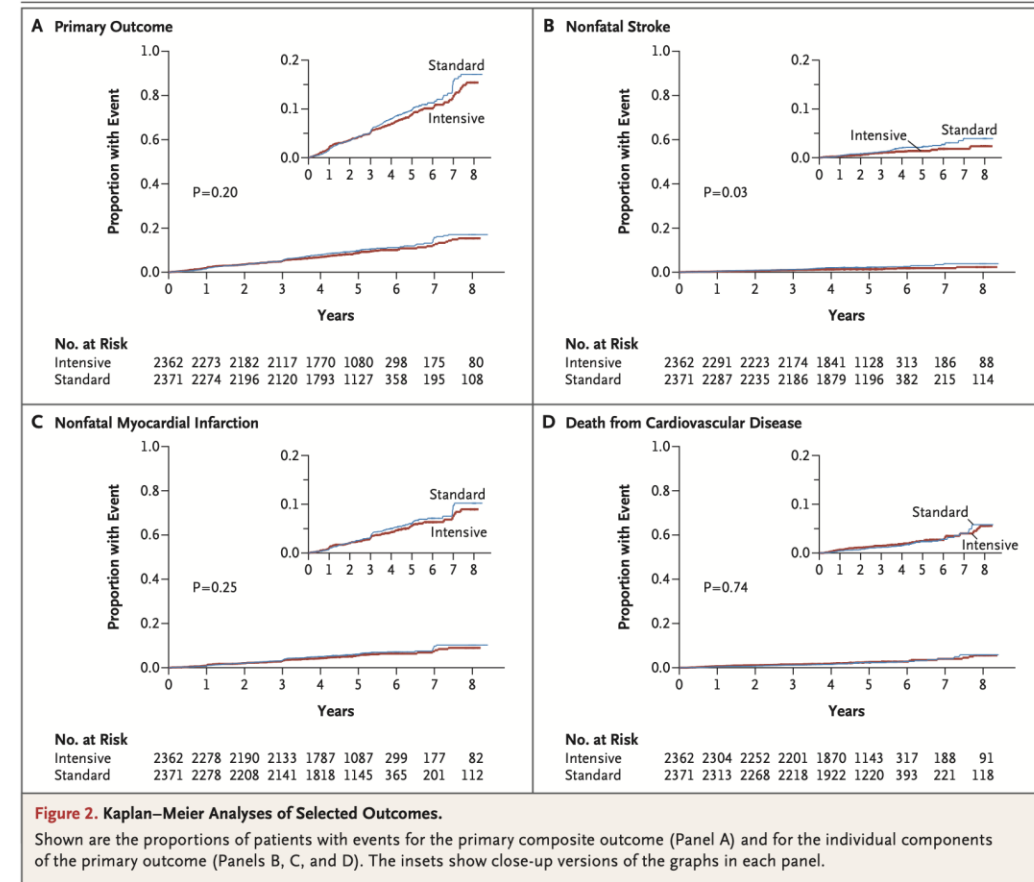 A Primary Outcome
1.0
0.8
0.6
0.4
0.2
0.0
Proportion with Event
0.2
0.1
0.0
Standard
Intensive
0 1 2 3 4 5 6 7 8
P=0.20
0 1 2 3 4 5 6 7 8
Years
No. at Risk
Intensive 2362 2273 2182 2117 1770 1080 298 175 80
Standard 2371 2274 2196 2120 1793 1127 358 195 108
B Nonfatal Stroke
1.0
0.8
0.6
0.4
0.2
0.0
Proportion with Event
0.2
0.1
0.0
Intensive Standard
0 1 2 3 4 5 6 7 8
P=0.03
0 1 2 3 4 5 6 7 8
Years
No. at Risk
Intensive 2362 2291 2223 2174 1841 1128 313 186 88
Standard 2371 2287 2235 2186 1879 1196 382 215 114
C Nonfatal Myocardial Infarction
1.0
0.8
0.6
0.4
0.2
0.0
Proportion with Event
0.2
0.1
0.0
Standard
Intensive
0 1 2 3 4 5 6 7 8
P=0.25
0 1 2 3 4 5 6 7 8
Years
No. at Risk
Intensive 2362 2278 2190 2133 1787 1087 299 177 82
Standard 2371 2278 2208 2141 1818 1145 365 201 112
D Death from Cardiovascular Disease
1.0
0.8
0.6
0.4
0.2
0.0
Proportion with Event
0.2
0.1
0.0
Standard
Intensive
0 1 2 3 4 5 6 7 8
P=0.74
0 1 2 3 4 5 6 7 8
Years
No. at Risk
Intensive 2362 2304 2252 2201 1870 1143 317 188 91
Standard 2371 2313 2268 2218 1922 1220 393 221 118
Figure 2. Kaplan–Meier Analyses of Selected Outcomes.
Shown are the proportions of patients with events for the primary composite outcome (Panel A) and for the individual components
of the primary outcome (Panels B, C, and D). The insets show close-up versions of the graphs in each panel.